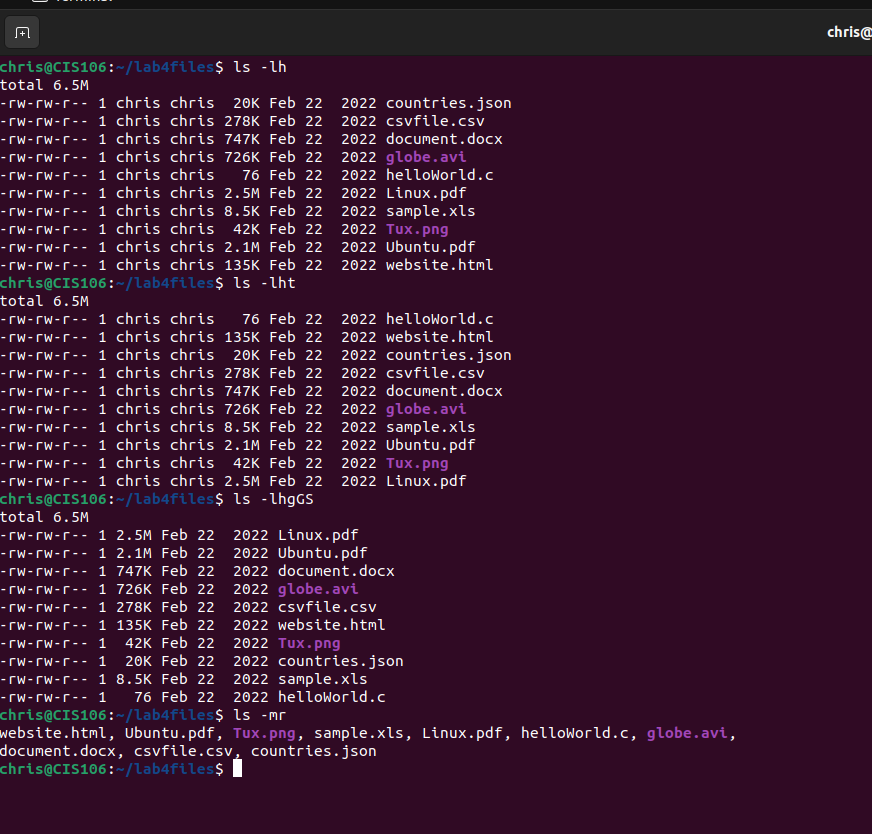 chris@
chris@CIS106:~/lab4files$ ls -lh
total 6.5M
-rw-rw-r-- 1 chris chris  20K Feb 22  2022 countries.json
-rw-rw-r-- 1 chris chris 278K Feb 22  2022 csvfile.csv
-rw-rw-r-- 1 chris chris 747K Feb 22  2022 document.docx
-rw-rw-r-- 1 chris chris 726K Feb 22  2022 globe.avi
-rw-rw-r-- 1 chris chris   76 Feb 22  2022 helloWorld.c
-rw-rw-r-- 1 chris chris 2.5M Feb 22  2022 Linux.pdf
-rw-rw-r-- 1 chris chris 8.5K Feb 22  2022 sample.xls
-rw-rw-r-- 1 chris chris  42K Feb 22  2022 Tux.png
-rw-rw-r-- 1 chris chris 2.1M Feb 22  2022 Ubuntu.pdf
-rw-rw-r-- 1 chris chris 135K Feb 22  2022 website.html
chris@CIS106:~/lab4files$ ls -lht
total 6.5M
-rw-rw-r-- 1 chris chris   76 Feb 22  2022 helloWorld.c
-rw-rw-r-- 1 chris chris 135K Feb 22  2022 website.html
-rw-rw-r-- 1 chris chris  20K Feb 22  2022 countries.json
-rw-rw-r-- 1 chris chris 278K Feb 22  2022 csvfile.csv
-rw-rw-r-- 1 chris chris 747K Feb 22  2022 document.docx
-rw-rw-r-- 1 chris chris 726K Feb 22  2022 globe.avi
-rw-rw-r-- 1 chris chris 8.5K Feb 22  2022 sample.xls
-rw-rw-r-- 1 chris chris 2.1M Feb 22  2022 Ubuntu.pdf
-rw-rw-r-- 1 chris chris  42K Feb 22  2022 Tux.png
-rw-rw-r-- 1 chris chris 2.5M Feb 22  2022 Linux.pdf
chris@CIS106:~/lab4files$ ls -lhgGS
total 6.5M
-rw-rw-r-- 1 2.5M Feb 22  2022 Linux.pdf
-rw-rw-r-- 1 2.1M Feb 22  2022 Ubuntu.pdf
-rw-rw-r-- 1 747K Feb 22  2022 document.docx
-rw-rw-r-- 1 726K Feb 22  2022 globe.avi
-rw-rw-r-- 1 278K Feb 22  2022 csvfile.csv
-rw-rw-r-- 1 135K Feb 22  2022 website.html
-rw-rw-r-- 1  42K Feb 22  2022 Tux.png
-rw-rw-r-- 1  20K Feb 22  2022 countries.json
-rw-rw-r-- 1 8.5K Feb 22  2022 sample.xls
-rw-rw-r-- 1   76 Feb 22  2022 helloWorld.c
chris@CIS106:~/lab4files$ ls -mr
website.html, Ubuntu.pdf, Tux.png, sample.xls, Linux.pdf, helloWorld.c, globe.avi,
document.docx, csvfile.csv, countries.json
chris@CIS106:~/lab4files$